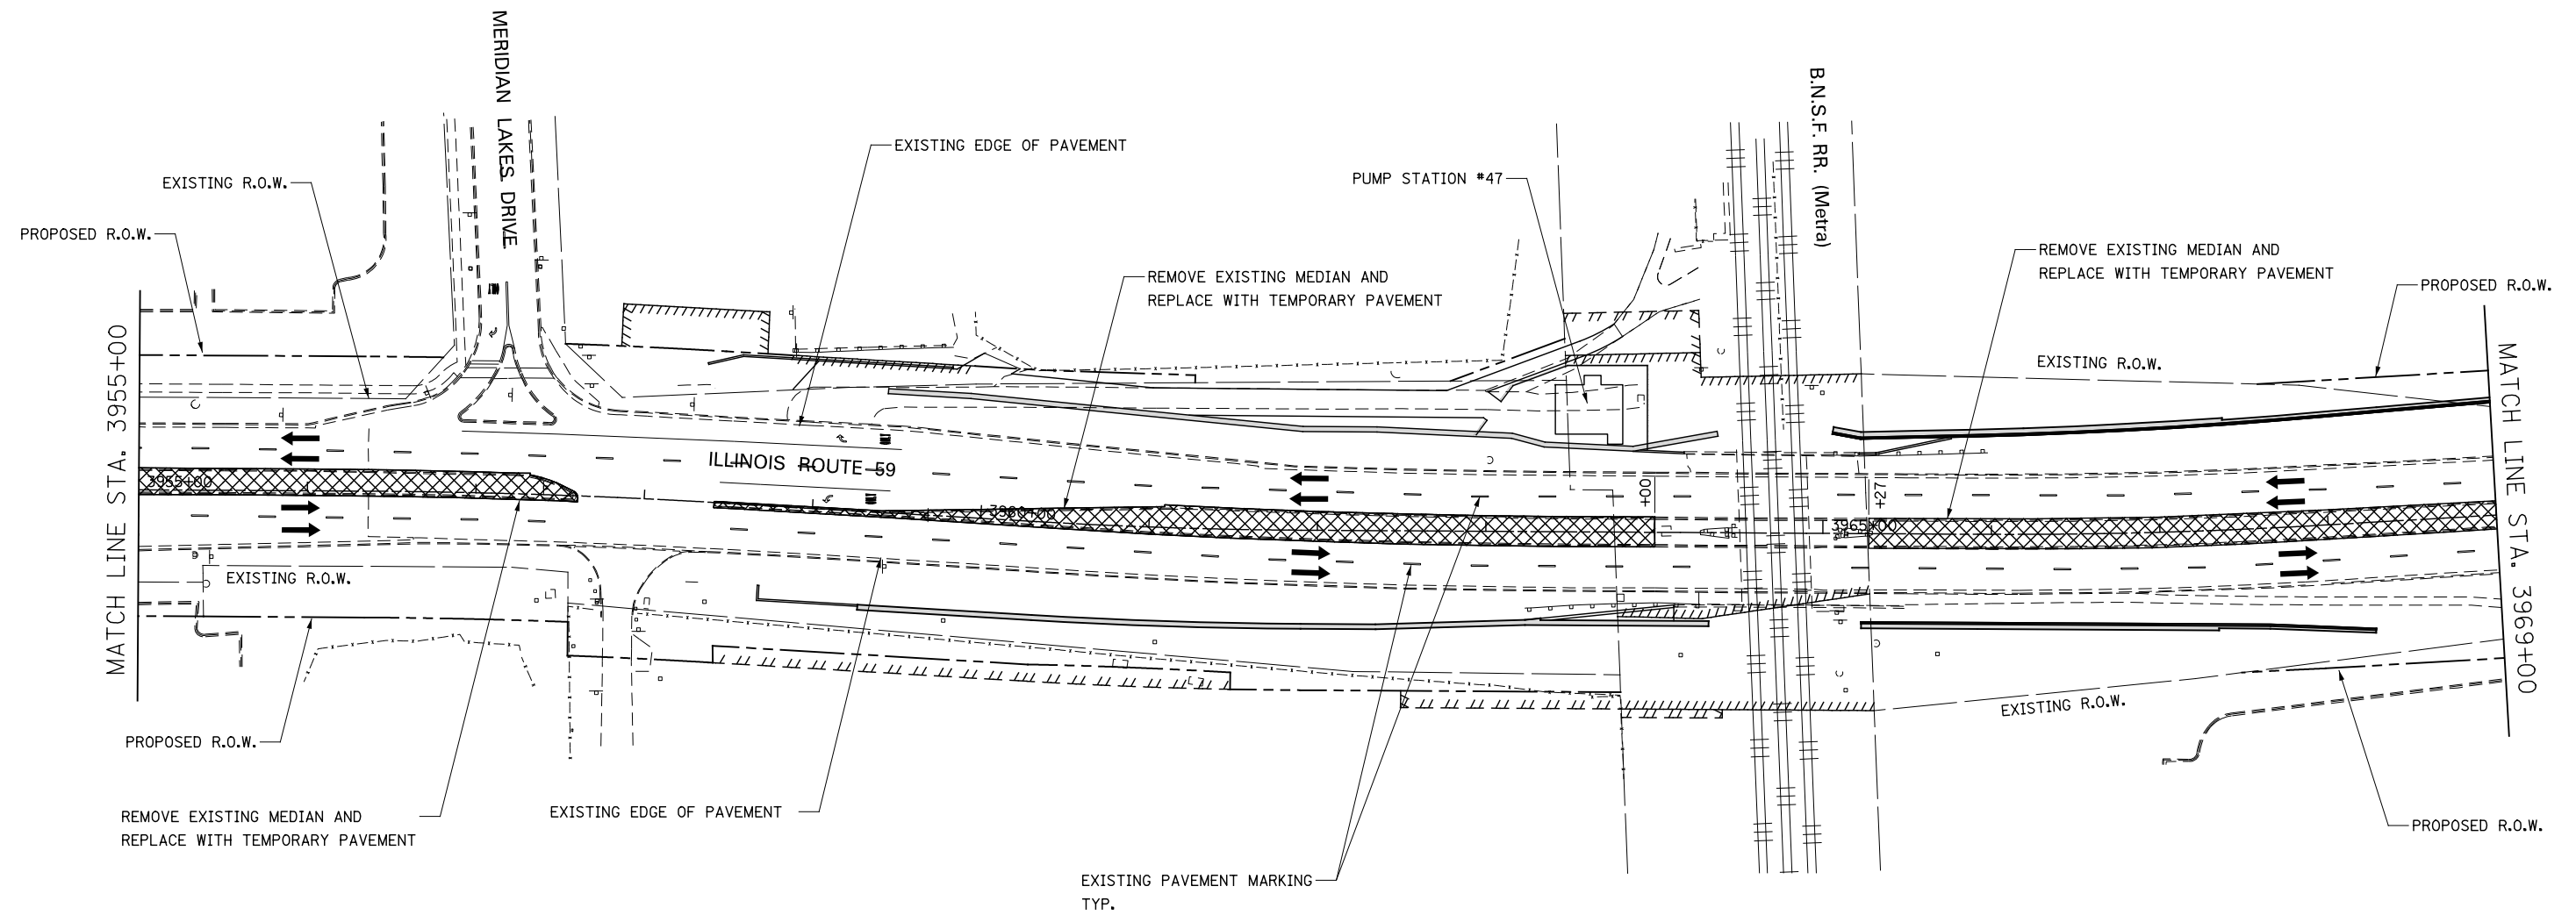 MERIDIAN LAKES DRIVE
B.N.S.F. RR. (Metra)
EXISTING EDGE OF PAVEMENT
EXISTING R.O.W.
PUMP STATION #47
PROPOSED R.O.W.
REMOVE EXISTING MEDIAN AND
REPLACE WITH TEMPORARY PAVEMENT
REMOVE EXISTING MEDIAN AND
REPLACE WITH TEMPORARY PAVEMENT
PROPOSED R.O.W.
EXISTING R.O.W.
MATCH LINE STA. 3955+00
MATCH LINE STA. 3969+00
ILLINOIS ROUTE 59
3955+00
3960+00
+00
+27
3965+00
EXISTING R.O.W.
EXISTING R.O.W.
PROPOSED R.O.W.
EXISTING EDGE OF PAVEMENT
REMOVE EXISTING MEDIAN AND
REPLACE WITH TEMPORARY PAVEMENT
PROPOSED R.O.W.
EXISTING PAVEMENT MARKING
TYP.